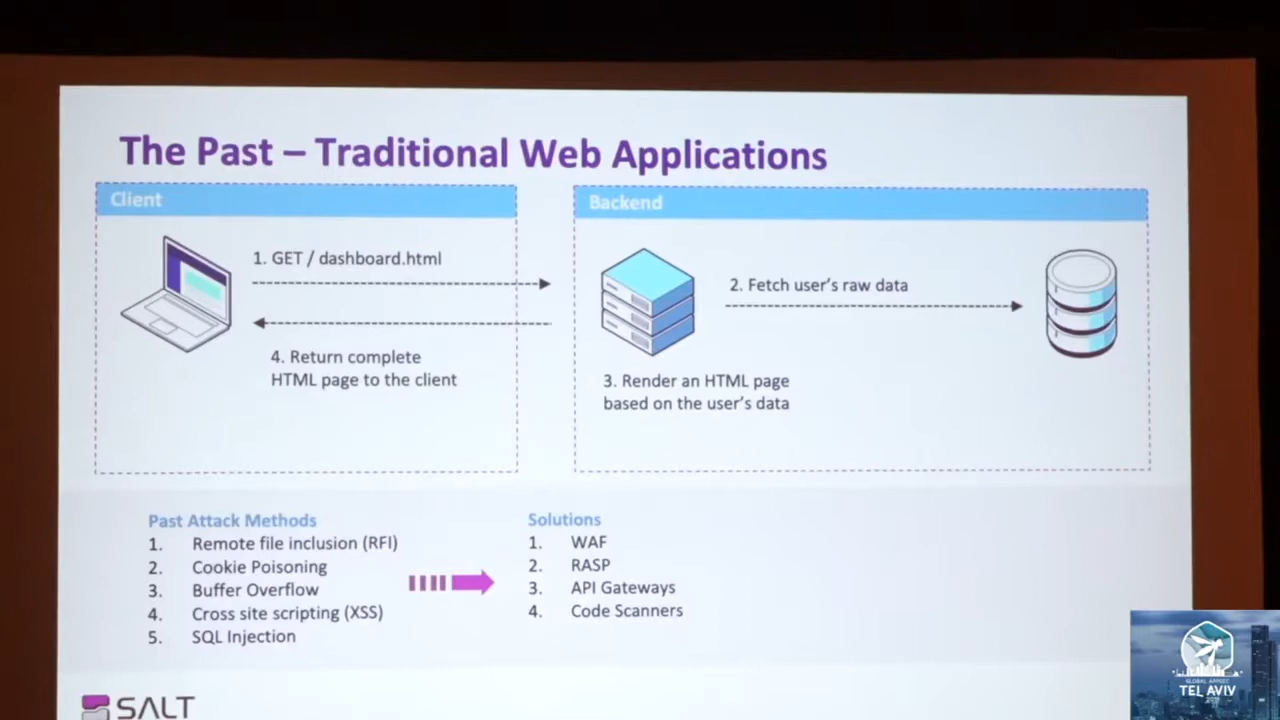 The Past – Traditional Web Applications
Client
Backend
1. GET / dashboard.html
2. Fetch user's raw data
4. Return complete
HTML page to the client
3. Render an HTML page
based on the user's data
Past Attack Methods
1. Remote file inclusion (RFI)
2. Cookie Poisoning
3. Buffer Overflow
4. Cross site scripting (XSS)
5. SQL Injection
Solutions
1. WAF
2. RASP
3. API Gateways
4. Code Scanners
SALT
GLOBAL APPSEC
TEL AVIV